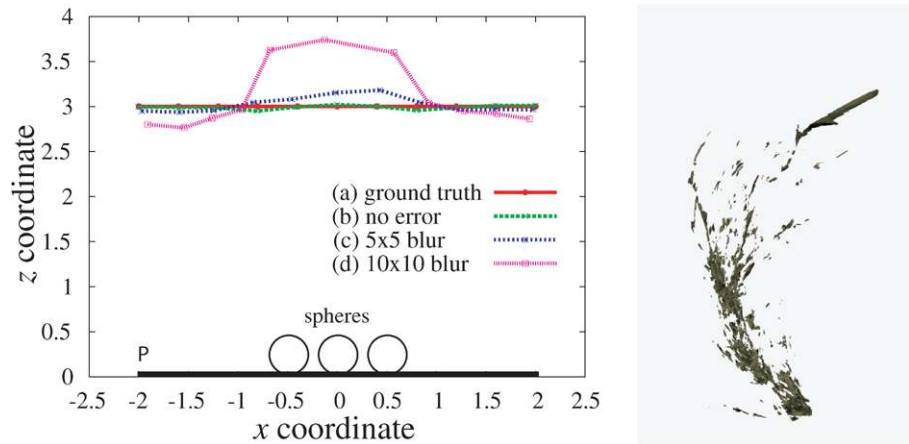 4
3.5
3
2.5
2
1.5
1
0.5
0
z coordinate
(a) ground truth
(b) no error
(c) 5x5 blur
(d) 10x10 blur
spheres
P
-2.5 -2 -1.5 -1 -0.5 0 0.5 1 1.5 2 2.5
x coordinate